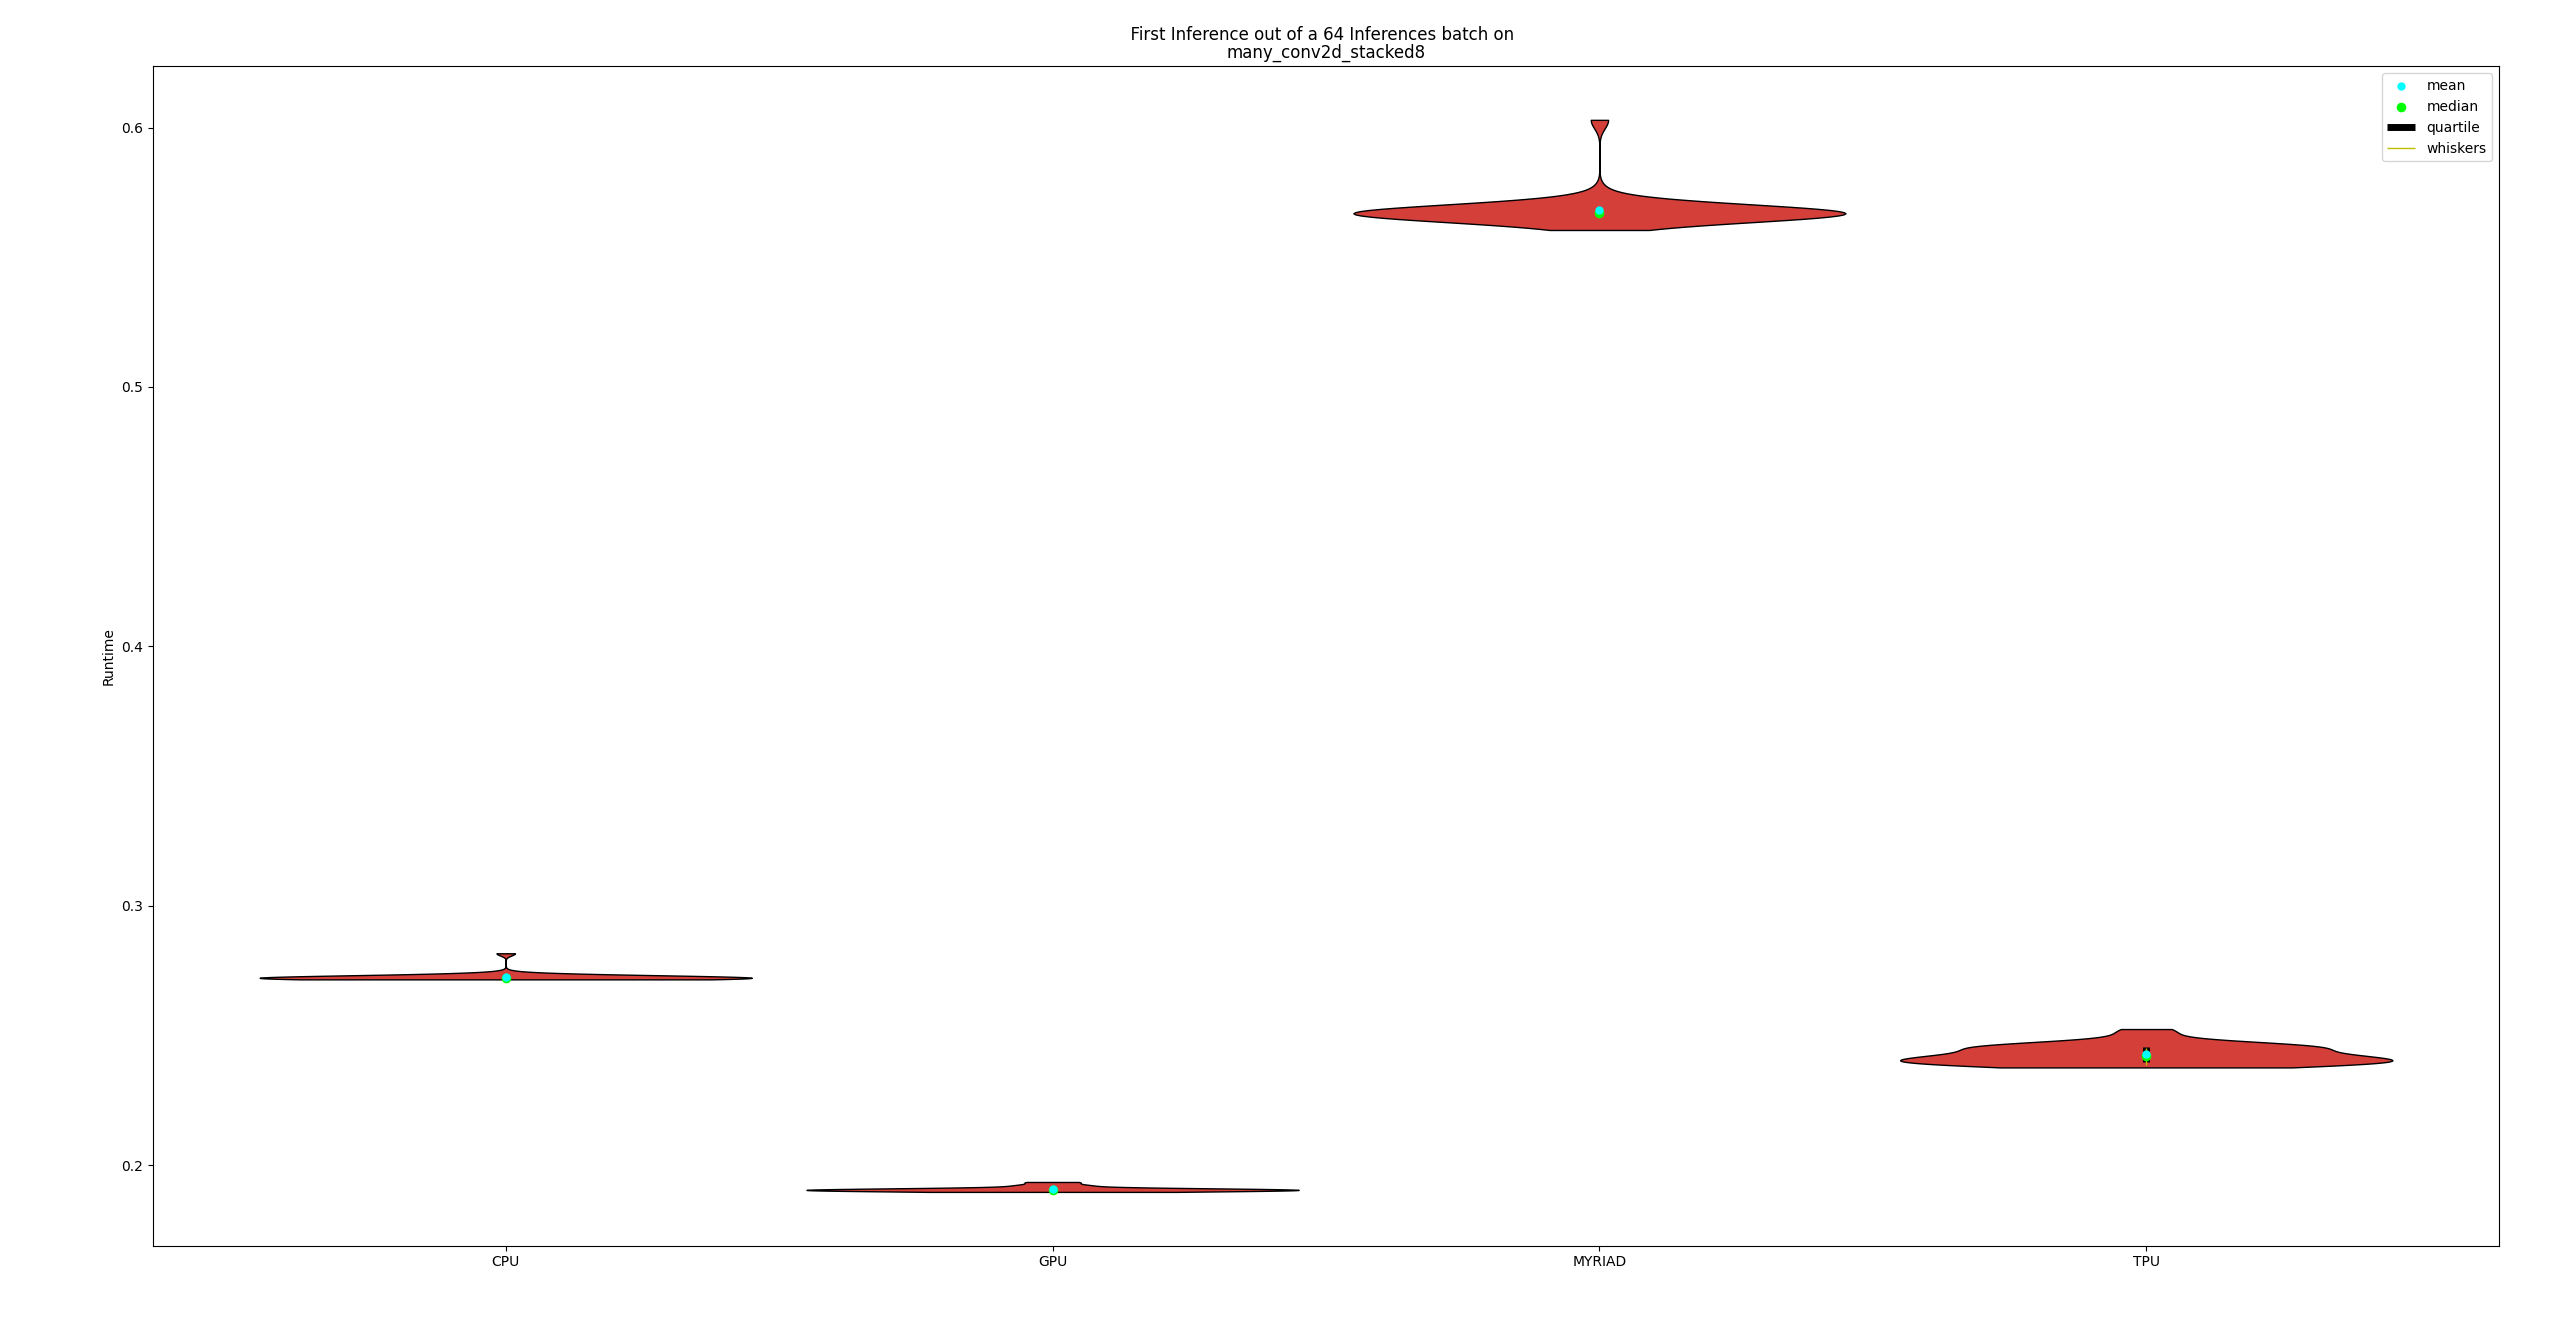 First Inference out of a 64 Inferences batch on
many_conv2d_stacked8
mean
median
quartile
whiskers
0.6
0.5
0.4
0.3
0.2
Runtime
CPU
GPU
MYRIAD
TPU